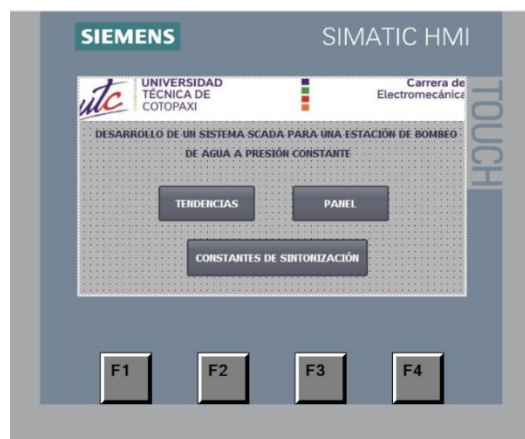 SIEMENS
SIMATIC HMI
TOUCH
utc
UNIVERSIDAD
TÉCNICA DE
COTOPAXI
Carrera de
Electromecánica
DESARROLLO DE UN SISTEMA SCADA PARA UNA ESTACIÓN DE BOMBEO
DE AGUA A PRESIÓN CONSTANTE
TENDENCIAS
PANEL
CONSTANTES DE SINTONIZACIÓN
F1
F2
F3
F4